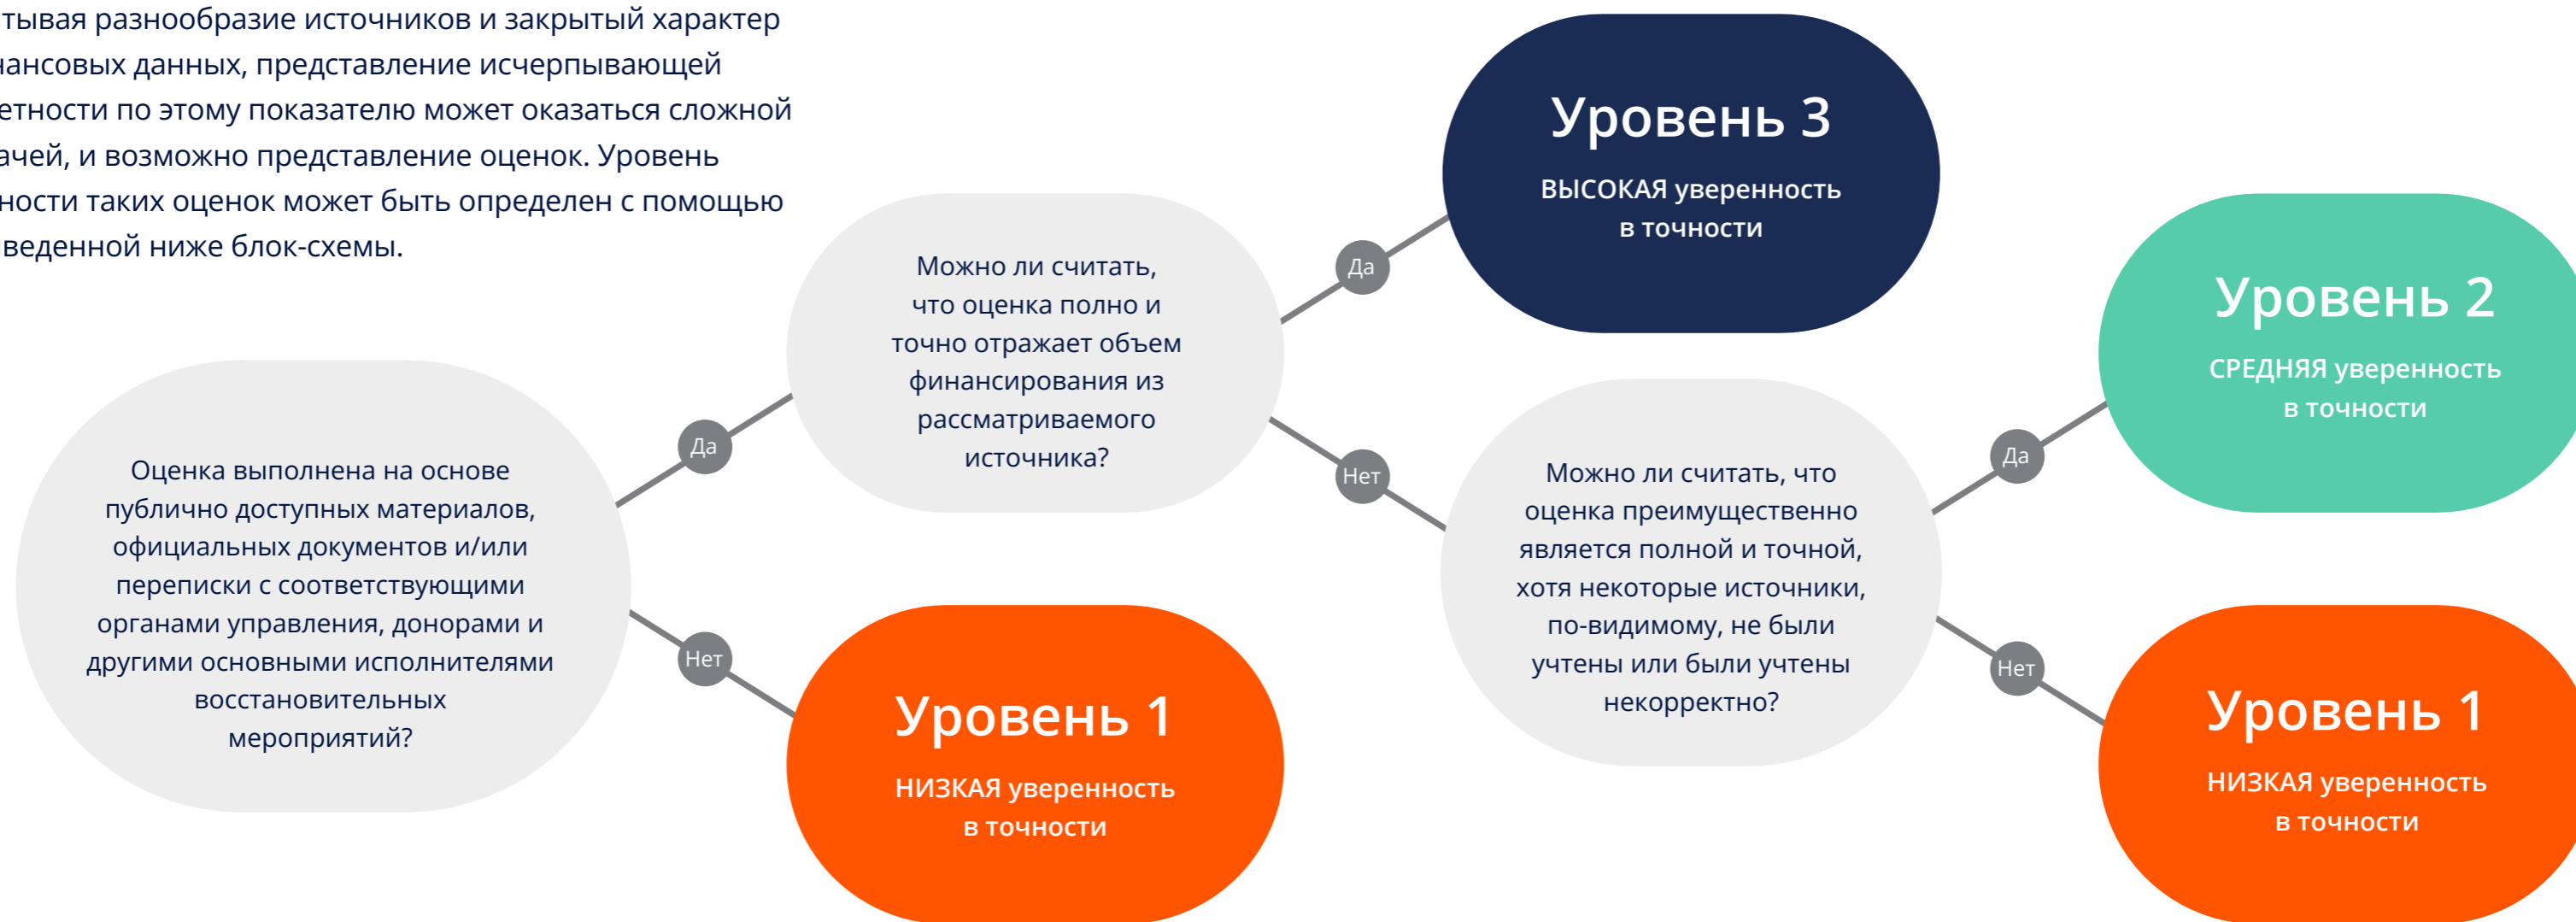 тывая разнообразие источников и закрытый характер
нансовых данных, представление исчерпывающей
етности по этому показателю может оказаться сложной
ачей, и возможно представление оценок. Уровень
ности таких оценок может быть определен с помощью
веденной ниже блок-схемы.
Оценка выполнена на основе
публично доступных материалов,
официальных документов и/или
переписки с соответствующими
органами управления, донорами и
другими основными исполнителями
восстановительных
мероприятий?
Да
Нет
Можно ли считать,
что оценка полно и
точно отражает объем
финансирования из
рассматриваемого
источника?
Уровень 1
НИЗКАЯ уверенность
в точности
Да
Нет
Уровень 3
ВЫСОКАЯ уверенность
в точности
Можно ли считать, что
оценка преимущественно
является полной и точной,
хотя некоторые источники,
по-видимому, не были
учтены или были учтены
некорректно?
Да
Нет
Уровень 2
СРЕДНЯЯ уверенность
в точности
Уровень 1
НИЗКАЯ уверенность
в точности